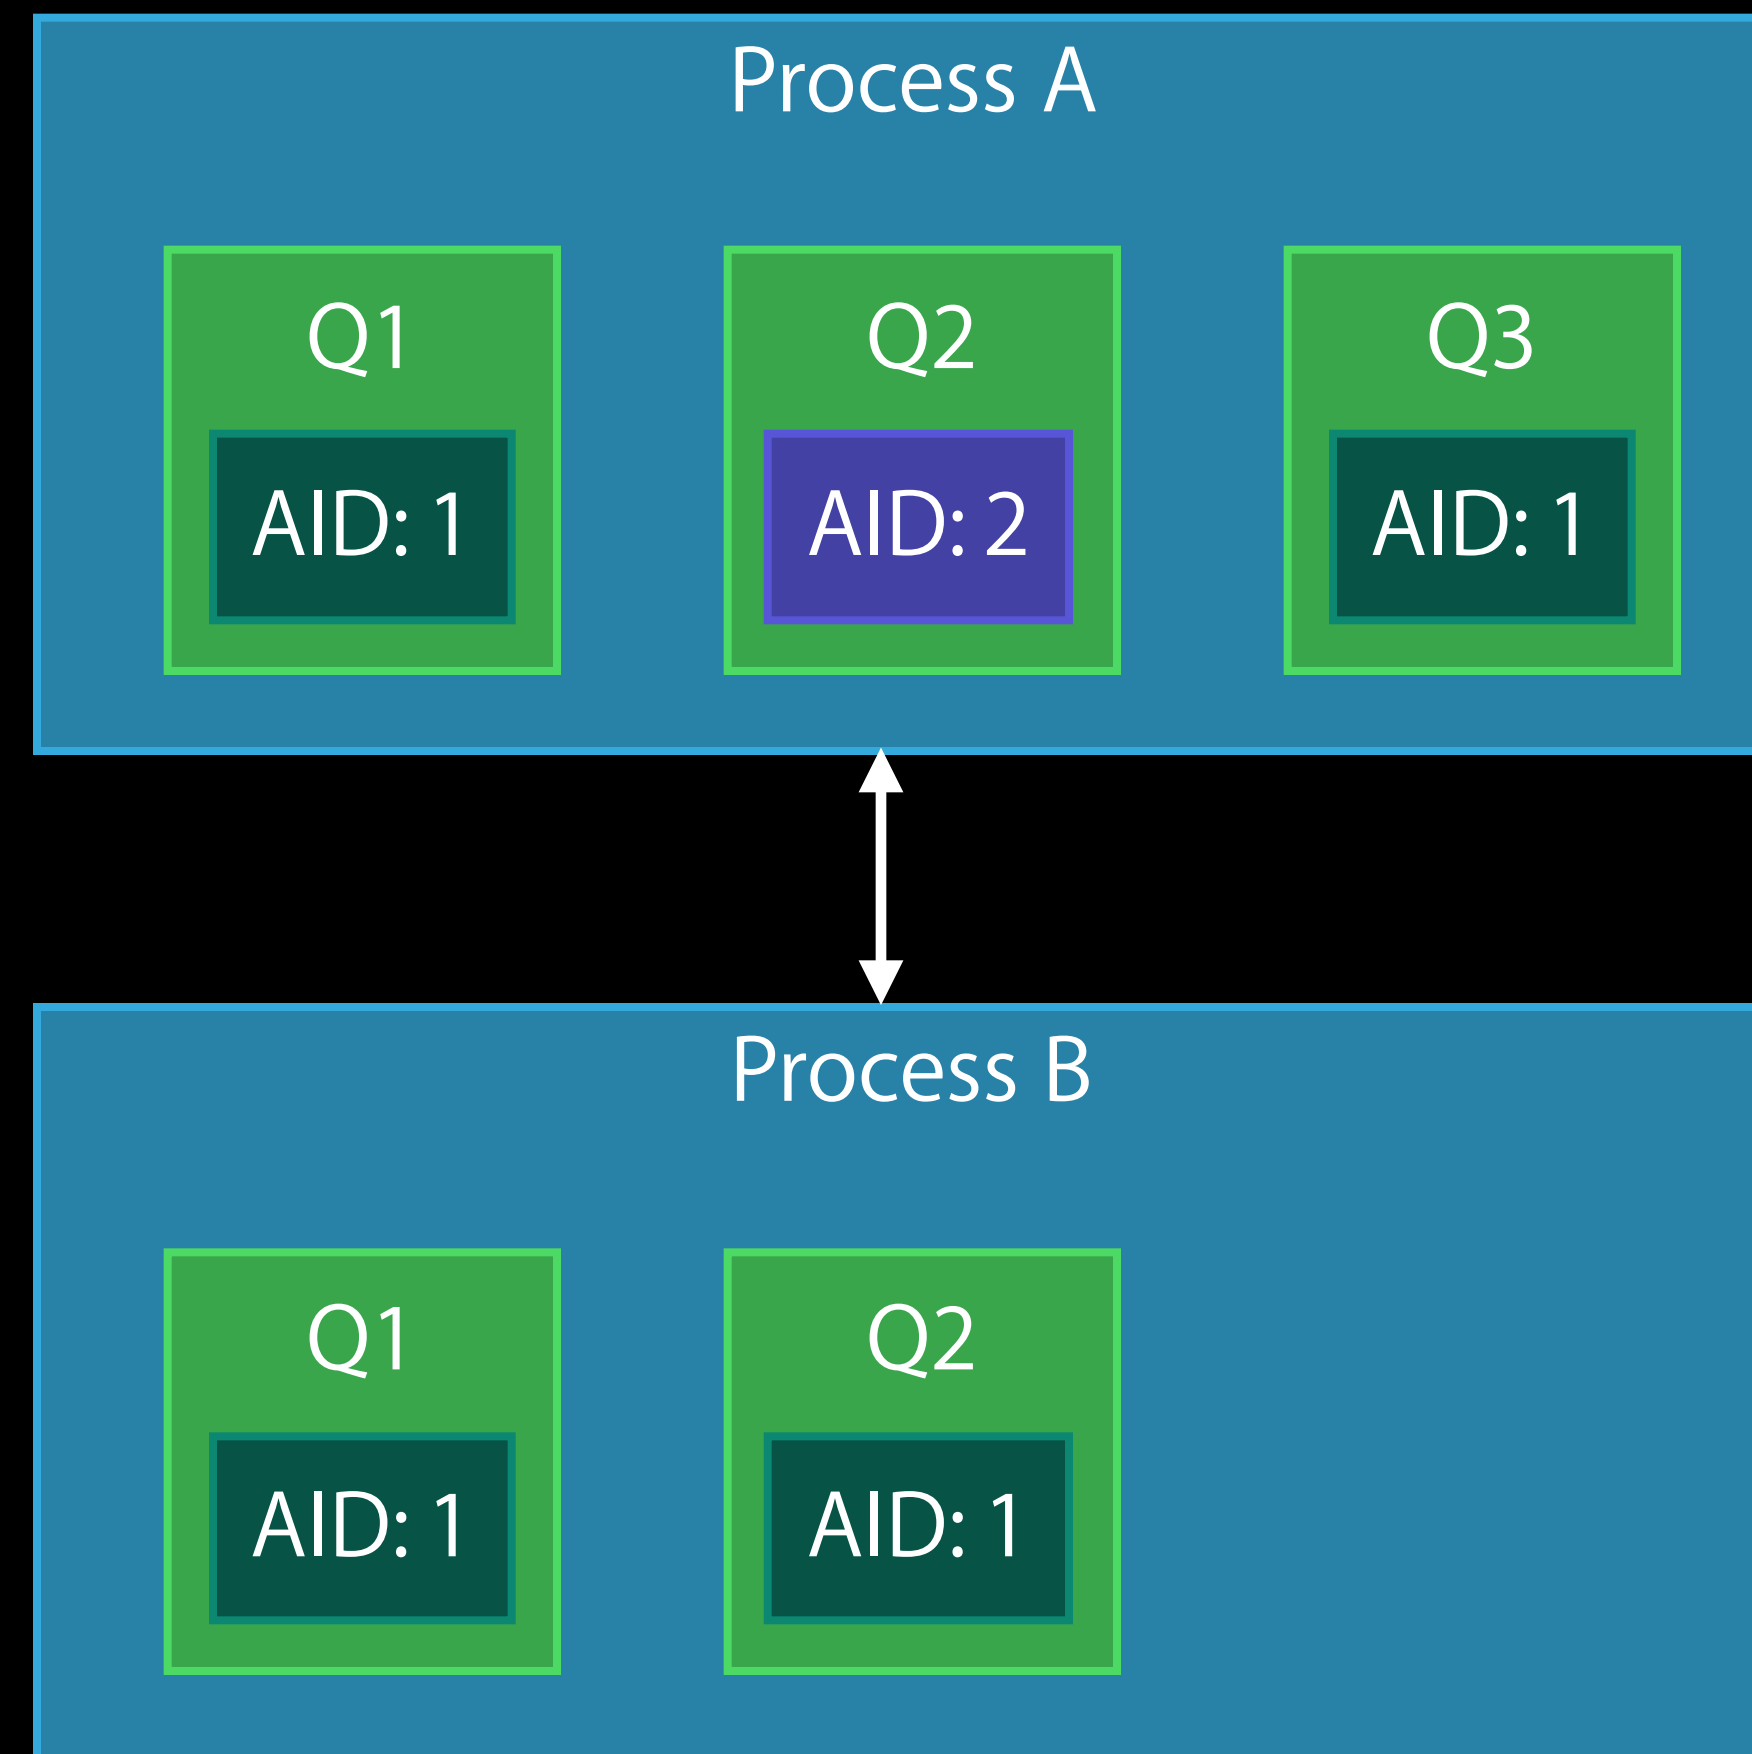 Process A
Q1 Q2 Q3
AID: 1 AID: 2 AID: 1
Process B
Q1 Q2
AID: 1 AID: 1